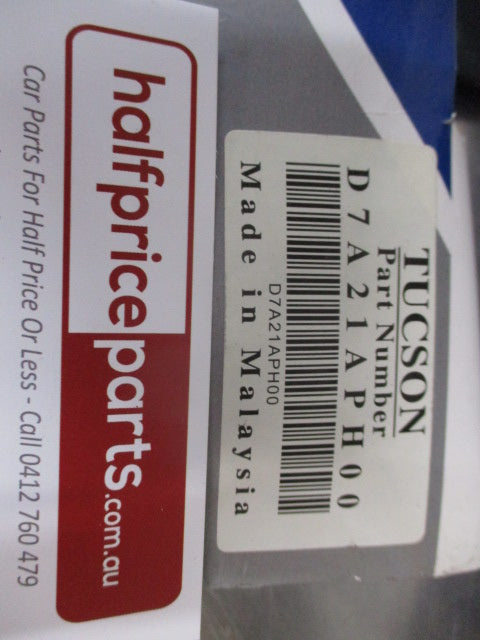 TUCSON
Part Number
D7A21APH00
D7A21APH00
Made in Malaysia
halfpriceparts.com.au
Car Parts For Half Price Or Less - Call 0412 760 479